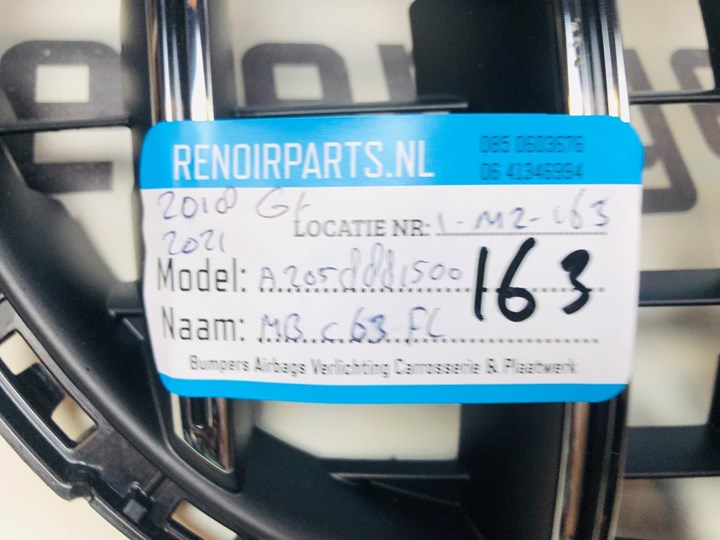 RENOIRPARTS.NL
085 0603676
06 41346994
2018 Gt
LOCATIE NR: 1-M2-163
2021
Model: A.205 888 1500
163
Naam: MB C63 FL
Bumpers Airbags Verlichting Carrosserie & Plaatwerk